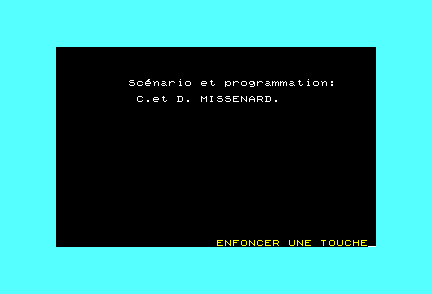 Scénario et programmation:
C.et D. MISSENARD.
ENFONCER UNE TOUCHE